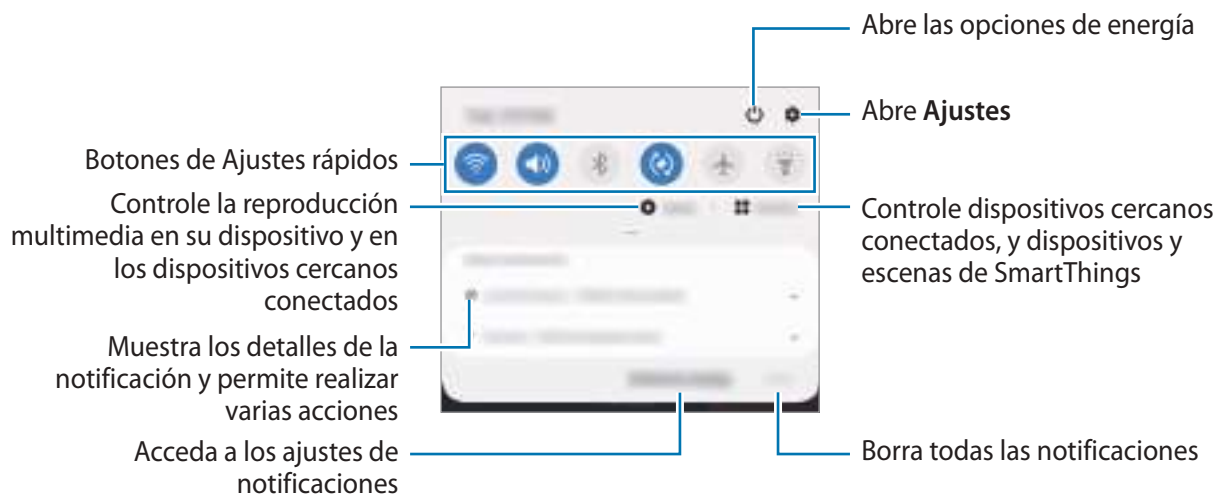 Abre las opciones de energía
Abre Ajustes
Botones de Ajustes rápidos
Controle la reproducción
multimedia en su dispositivo y en
los dispositivos cercanos
conectados
Controle dispositivos cercanos
conectados, y dispositivos y
escenas de SmartThings
Muestra los detalles de la
notificación y permite realizar
varias acciones
Acceda a los ajustes de
notificaciones
Borra todas las notificaciones